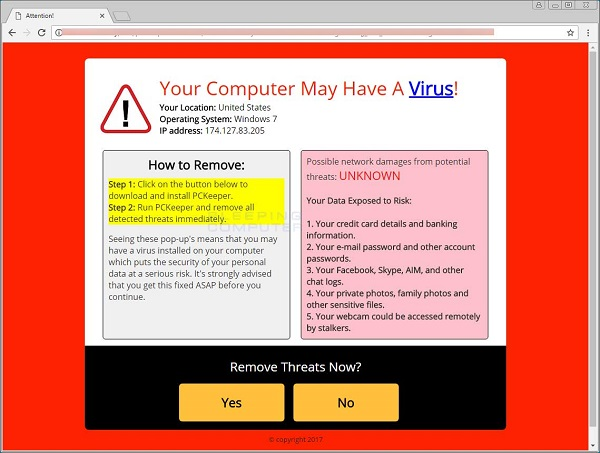 Attention!
Your Computer May Have A Virus!
Your Location: United States
Operating System: Windows 7
IP address: 174.127.83.205
How to Remove:
Step 1: Click on the button below to
download and install PCKeeper.
Step 2: Run PCKeeper and remove all
detected threats immediately.
Seeing these pop-up's means that you may
have a virus installed on your computer
which puts the security of your personal
data at a serious risk. It's strongly advised
that you get this fixed ASAP before you
continue.
Possible network damages from potential
threats: UNKNOWN
Your Data Exposed to Risk:
1. Your credit card details and banking
information.
2. Your e-mail password and other account
passwords.
3. Your Facebook, Skype, AIM, and other
chat logs.
4. Your private photos, family photos and
other sensitive files.
5. Your webcam could be accessed remotely
by stalkers.
BLEEPING
COMPUTER
Remove Threats Now?
Yes
No
© copyright 2017